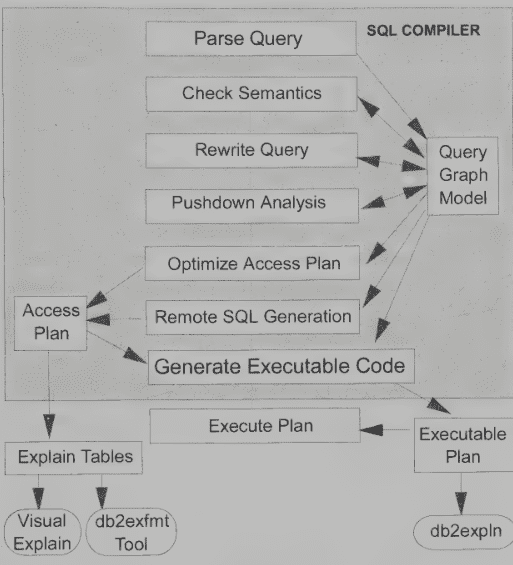 SQL COMPILER
Parse Query
Check Semantics
Rewrite Query
Query
Graph
Model
Pushdown Analysis
Optimize Access Plan
Access
Plan
Remote SQL Generation
Generate Executable Code
Execute Plan
Executable
Plan
Explain Tables
Visual
Explain
db2exfmt
Tool
db2expln